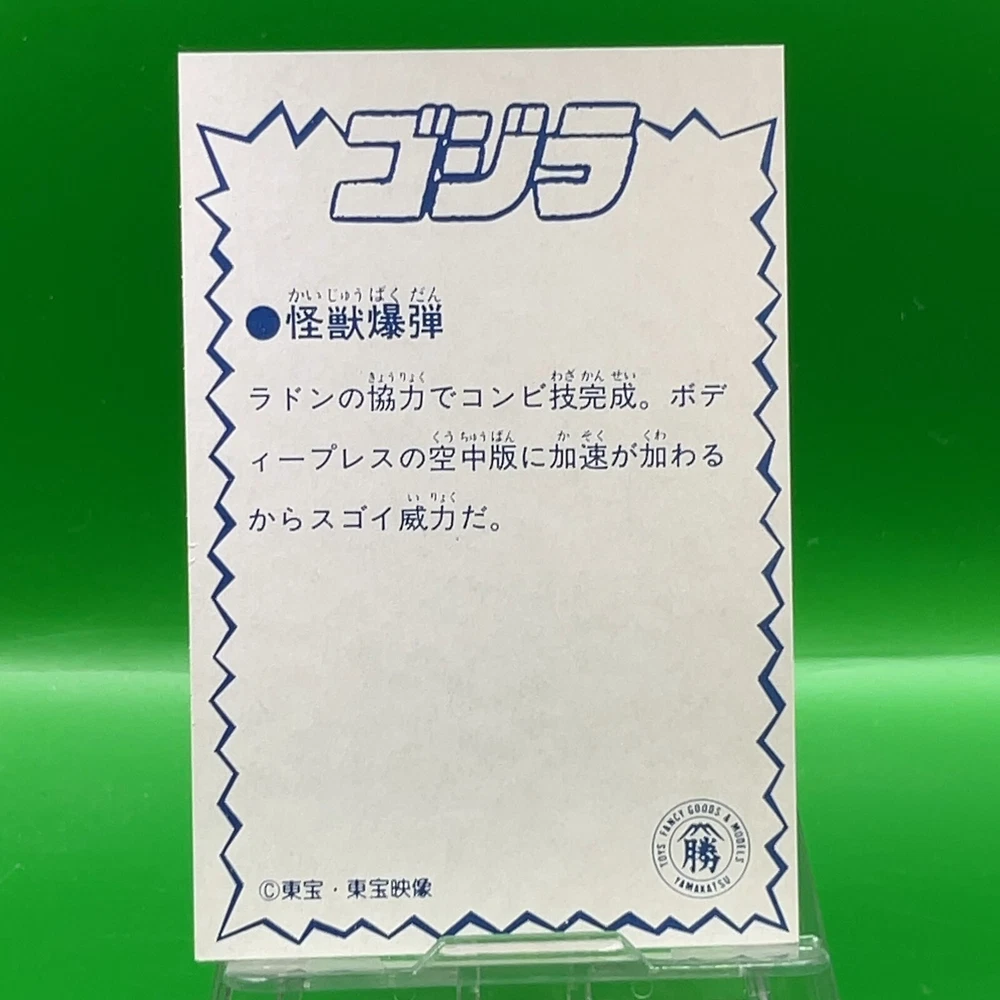 ゴジラ
かいじゅうばくだん
●怪獣爆弾
きょうりょく わざかんせい
ラドンの協力でコンビ技完成。ボデ
くうちゅうばん かそく くわ
ィープレスの空中版に加速が加わる
いりょく
からスゴイ威力だ。
©東宝・東宝映像
TOYS FANCY GOODS & MODELS
勝
YAMAKATSU